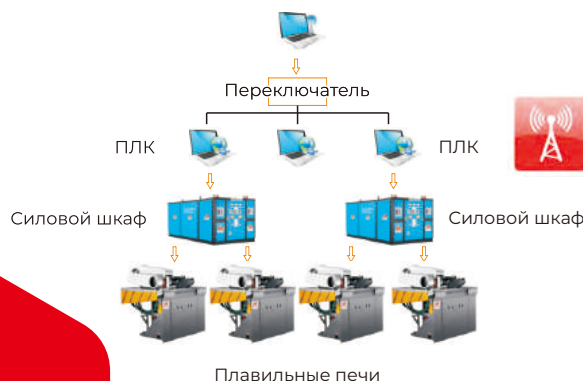 Переключатель
ПЛК
ПЛК
Силовой шкаф
Силовой шкаф
Плавильные печи